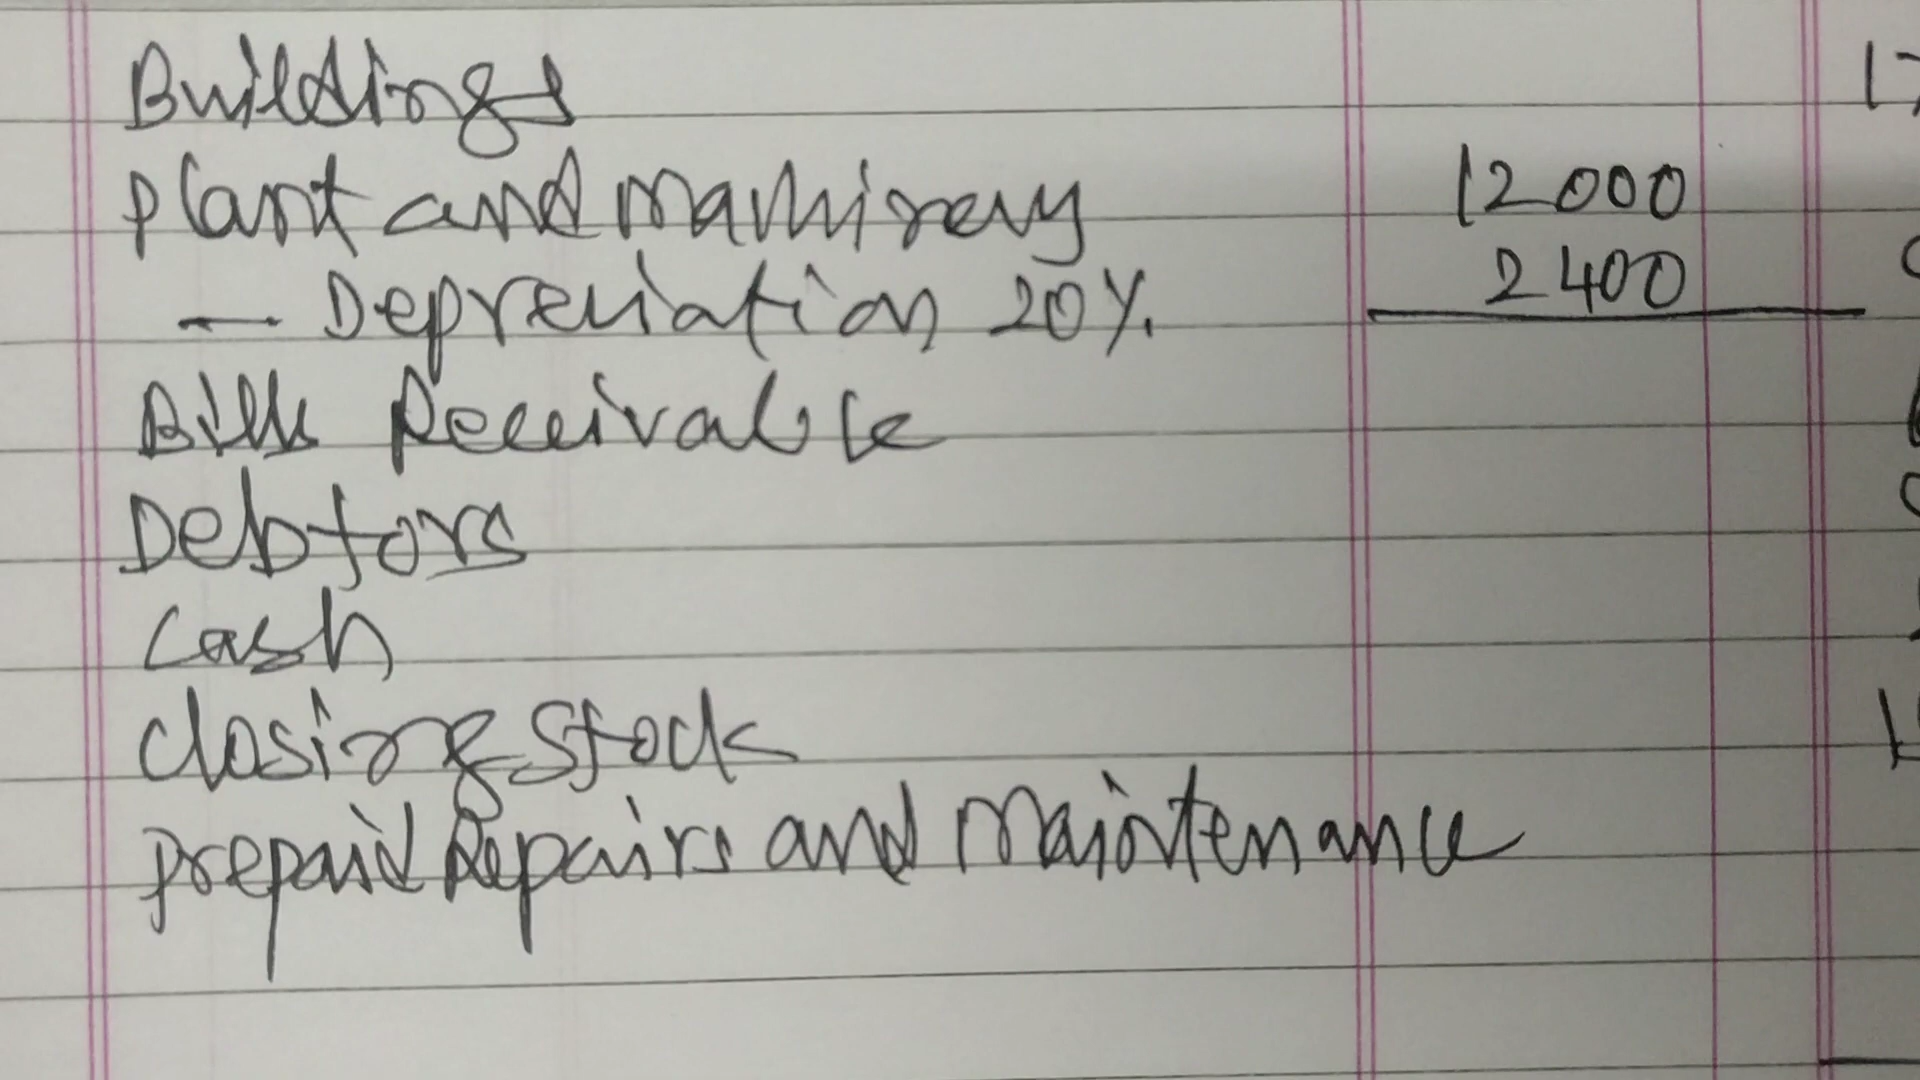 Buildings
Plant and Machinery 12000
— Depreciation 20% 2400
Bills Receivable
Debtors
Cash
Closing Stock
Prepaid Repairs and Maintenance